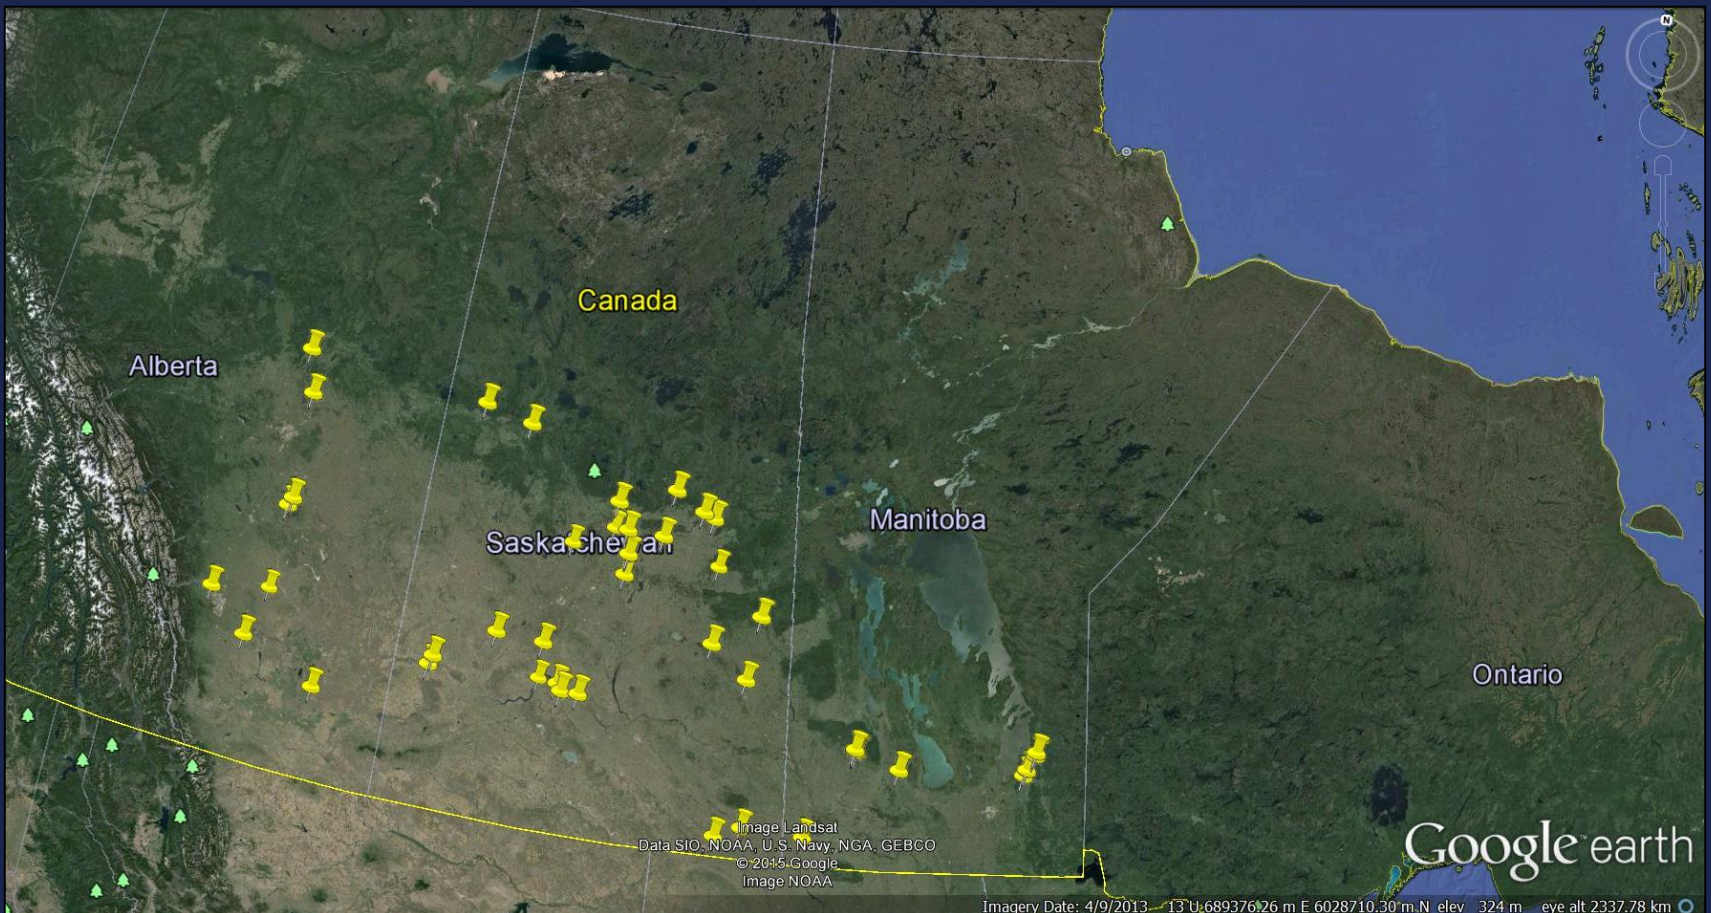 N
Canada
Alberta
Manitoba
Saskatchewan
Ontario
Image Landsat
Data SIO, NOAA, U.S. Navy, NGA, GEBCO
© 2015 Google
Image NOAA
Google earth
Imagery Date: 4/9/2013 13 U 689376.26 m E 6028710.30 m N elev 324 m eye alt 2337.78 km